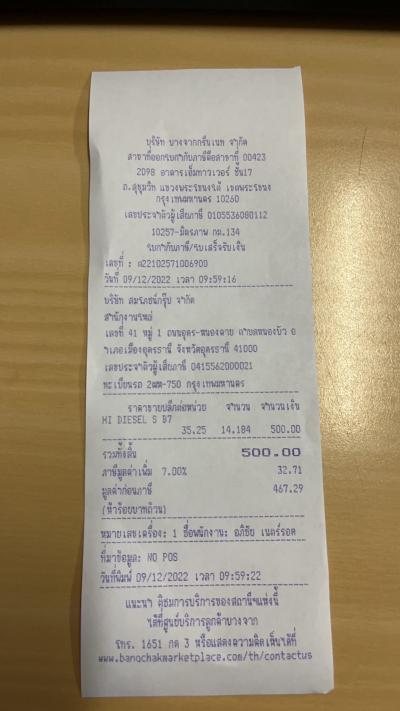 บริษัท บางจากกรีนเนท จำกัด
สาขาที่ออกใบกำกับภาษีคือสาขาที่ 00423
2098 อาคารเอ็มทาวเวอร์ ชั้น17
ถ.สุขุมวิท แขวงพระโขนงใต้ เขตพระโขนง
กรุงเทพมหานคร 10260
เลขประจำตัวผู้เสียภาษี 0105536080112
10257-มิตรภาพ กม.134
ใบกำกับภาษี/ใบเสร็จรับเงิน
เลขที่ :
วันที่ 09/12/2022 เวลา 09:59:16
บริษัท กรุ๊ป จำกัด
สำนักงานใหญ่
เลขที่ 41 หมู่ 1 ถนนอุดร-หนองคาย ตำบลหนองบัว อ
ำเภอเมืองอุดรธานี จังหวัดอุดรธานี 41000
เลขประจำตัวผู้เสียภาษี 0415562000021
ทะเบียนรถ 2ฒฒ-750 กรุงเทพมหานคร
ราคาขายปลีกต่อหน่วย จำนวน จำนวนเงิน
HI DIESEL S B7
35.25 14.184 500.00
รวมทั้งสิ้น 500.00
ภาษีมูลค่าเพิ่ม 7.00% 32.71
มูลค่าก่อนภาษี 467.29
(ห้าร้อยบาทถ้วน)
หมายเลขเครื่อง: 1 ชื่อพนักงาน: อภิชัย เนตร์รอด
ที่มาข้อมูล: NO POS
วันที่พิมพ์ 09/12/2022 เวลา 09:59:22
แนะนำ ติชมการบริการของสถานีฯแห่งนี้
ได้ที่ศูนย์บริการลูกค้าบางจาก
โทร. 1651 กด 3 หรือแสดงความคิดเห็นได้ที่
www.bangchakmarketplace.com/th/contactus